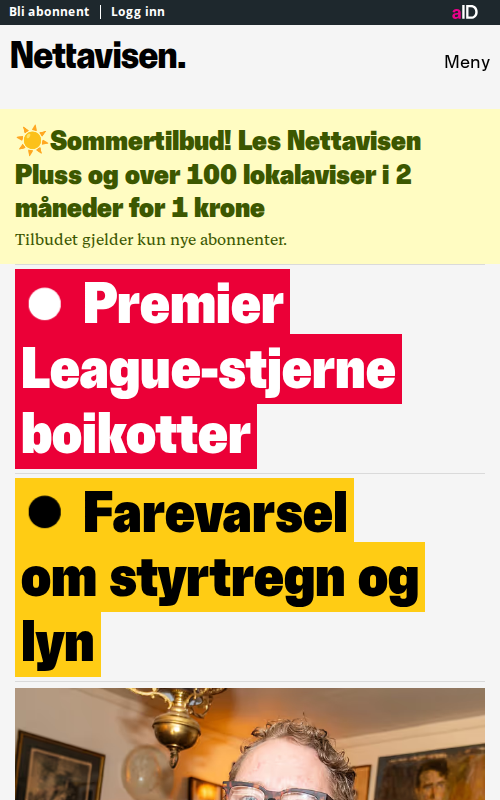 Bli abonnent | Logg inn
aID
Nettavisen.
Meny
☀️Sommertilbud! Les Nettavisen
Pluss og over 100 lokalaviser i 2
måneder for 1 krone
Tilbudet gjelder kun nye abonnenter.
Premier
League-stjerne
boikotter
Farevarsel
om styrtregn og
lyn